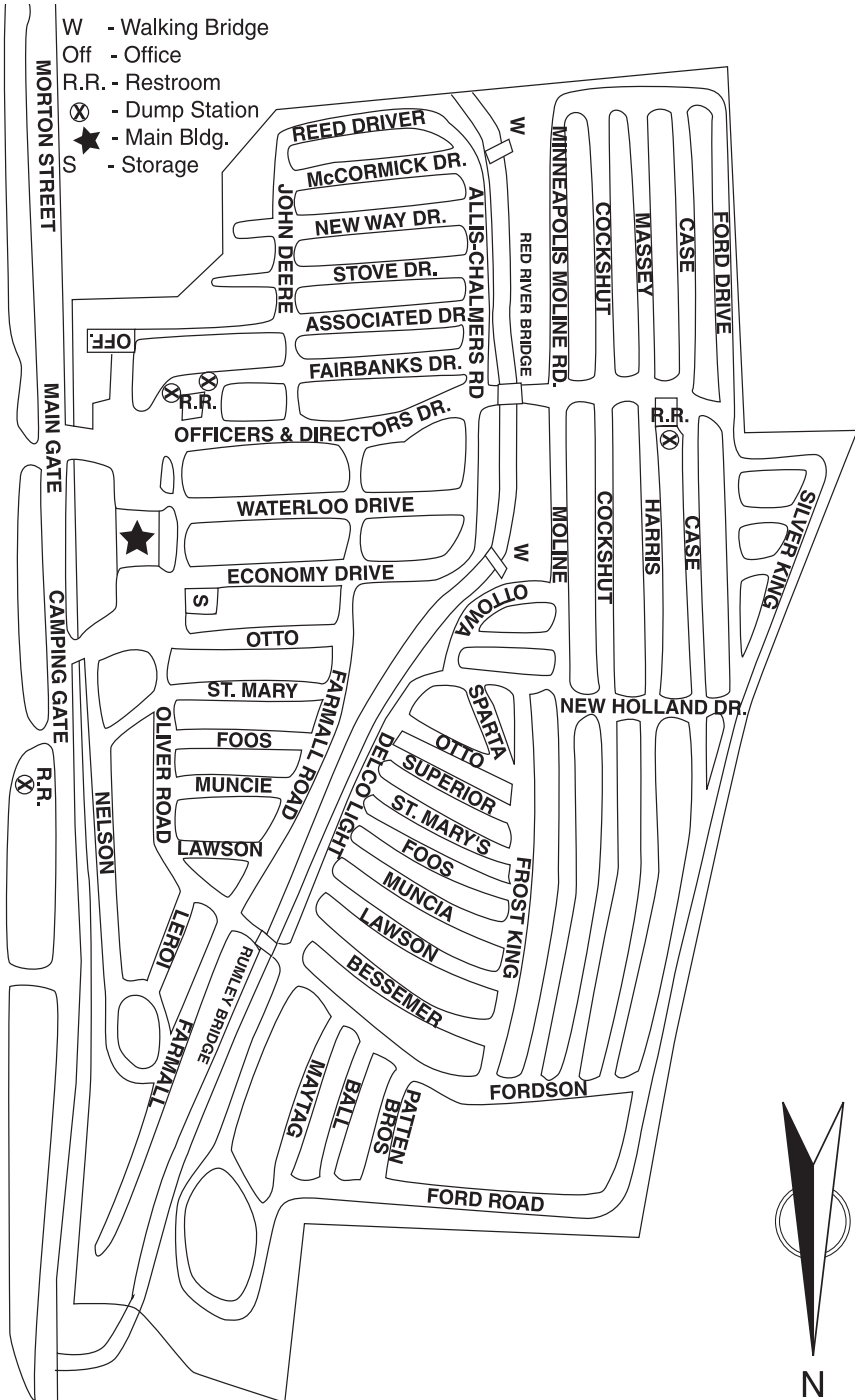 W - Walking Bridge
Off - Office
R.R. - Restroom
Ⓧ - Dump Station
★ - Main Bldg.
S - Storage
MORTON STREET
REED DRIVER
McCORMICK DR.
NEW WAY DR.
STOVE DR.
ASSOCIATED DR.
FAIRBANKS DR.
OFFICERS & DIRECTORS DR.
JOHN DEERE
ALLIS-CHALMERS RD
W
RED RIVER BRIDGE
MINNEAPOLIS MOLINE RD.
COCKSHUT
MASSEY
CASE
FORD DRIVE
OFF.
R.R.
R.R.
MAIN GATE
WATERLOO DRIVE
ECONOMY DRIVE
W
MOLINE
COCKSHUT
HARRIS
CASE
SILVER KING
S
OTTO
ST. MARY
FOOS
MUNCIE
LAWSON
CAMPING GATE
OLIVER ROAD
FARMALL ROAD
OTTOWA
SPARTA
NEW HOLLAND DR.
R.R.
NELSON
DELCO LIGHT
OTTO
SUPERIOR
ST. MARY'S
FOOS
MUNCIA
LAWSON
BESSEMER
FROST KING
LEROI
FARMALL
RUMLEY BRIDGE
MAYTAG
BALL
PATTEN
BROS
FORDSON
FORD ROAD
N